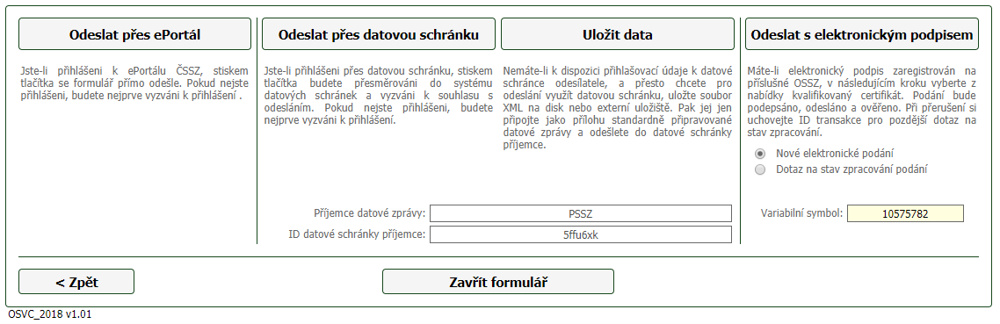 Odeslat přes ePortál
Jste-li přihlášeni k ePortálu ČSSZ, stiskem
tlačítka se formulář přímo odešle. Pokud nejste
přihlášeni, budete nejprve vyzváni k přihlášení .
Odeslat přes datovou schránku
Jste-li přihlášeni přes datovou schránku, stiskem
tlačítka budete přesměrováni do systému
datových schránek a vyzváni k souhlasu s
odesláním. Pokud nejste přihlášeni, budete
nejprve vyzváni k přihlášení.
Uložit data
Nemáte-li k dispozici přihlašovací údaje k datové
schránce odesílatele, a přesto chcete pro
odeslání využít datovou schránku, uložte soubor
XML na disk nebo externí uložiště. Pak jej jen
připojte jako přílohu standardně připravované
datové zprávy a odešlete do datové schránky
příjemce.
Příjemce datové zprávy: PSSZ
ID datové schránky příjemce: 5ffu6xk
Odeslat s elektronickým podpisem
Máte-li elektronický podpis zaregistrován na
příslušné OSSZ, v následujícím kroku vyberte z
nabídky kvalifikovaný certifikát. Podání bude
podepsáno, odesláno a ověřeno. Při přerušení si
uchovejte ID transakce pro pozdější dotaz na
stav zpracování.
Nové elektronické podání
Dotaz na stav zpracování podání
Variabilní symbol: 10575782
< Zpět
Zavřít formulář
OSVC_2018 v1.01